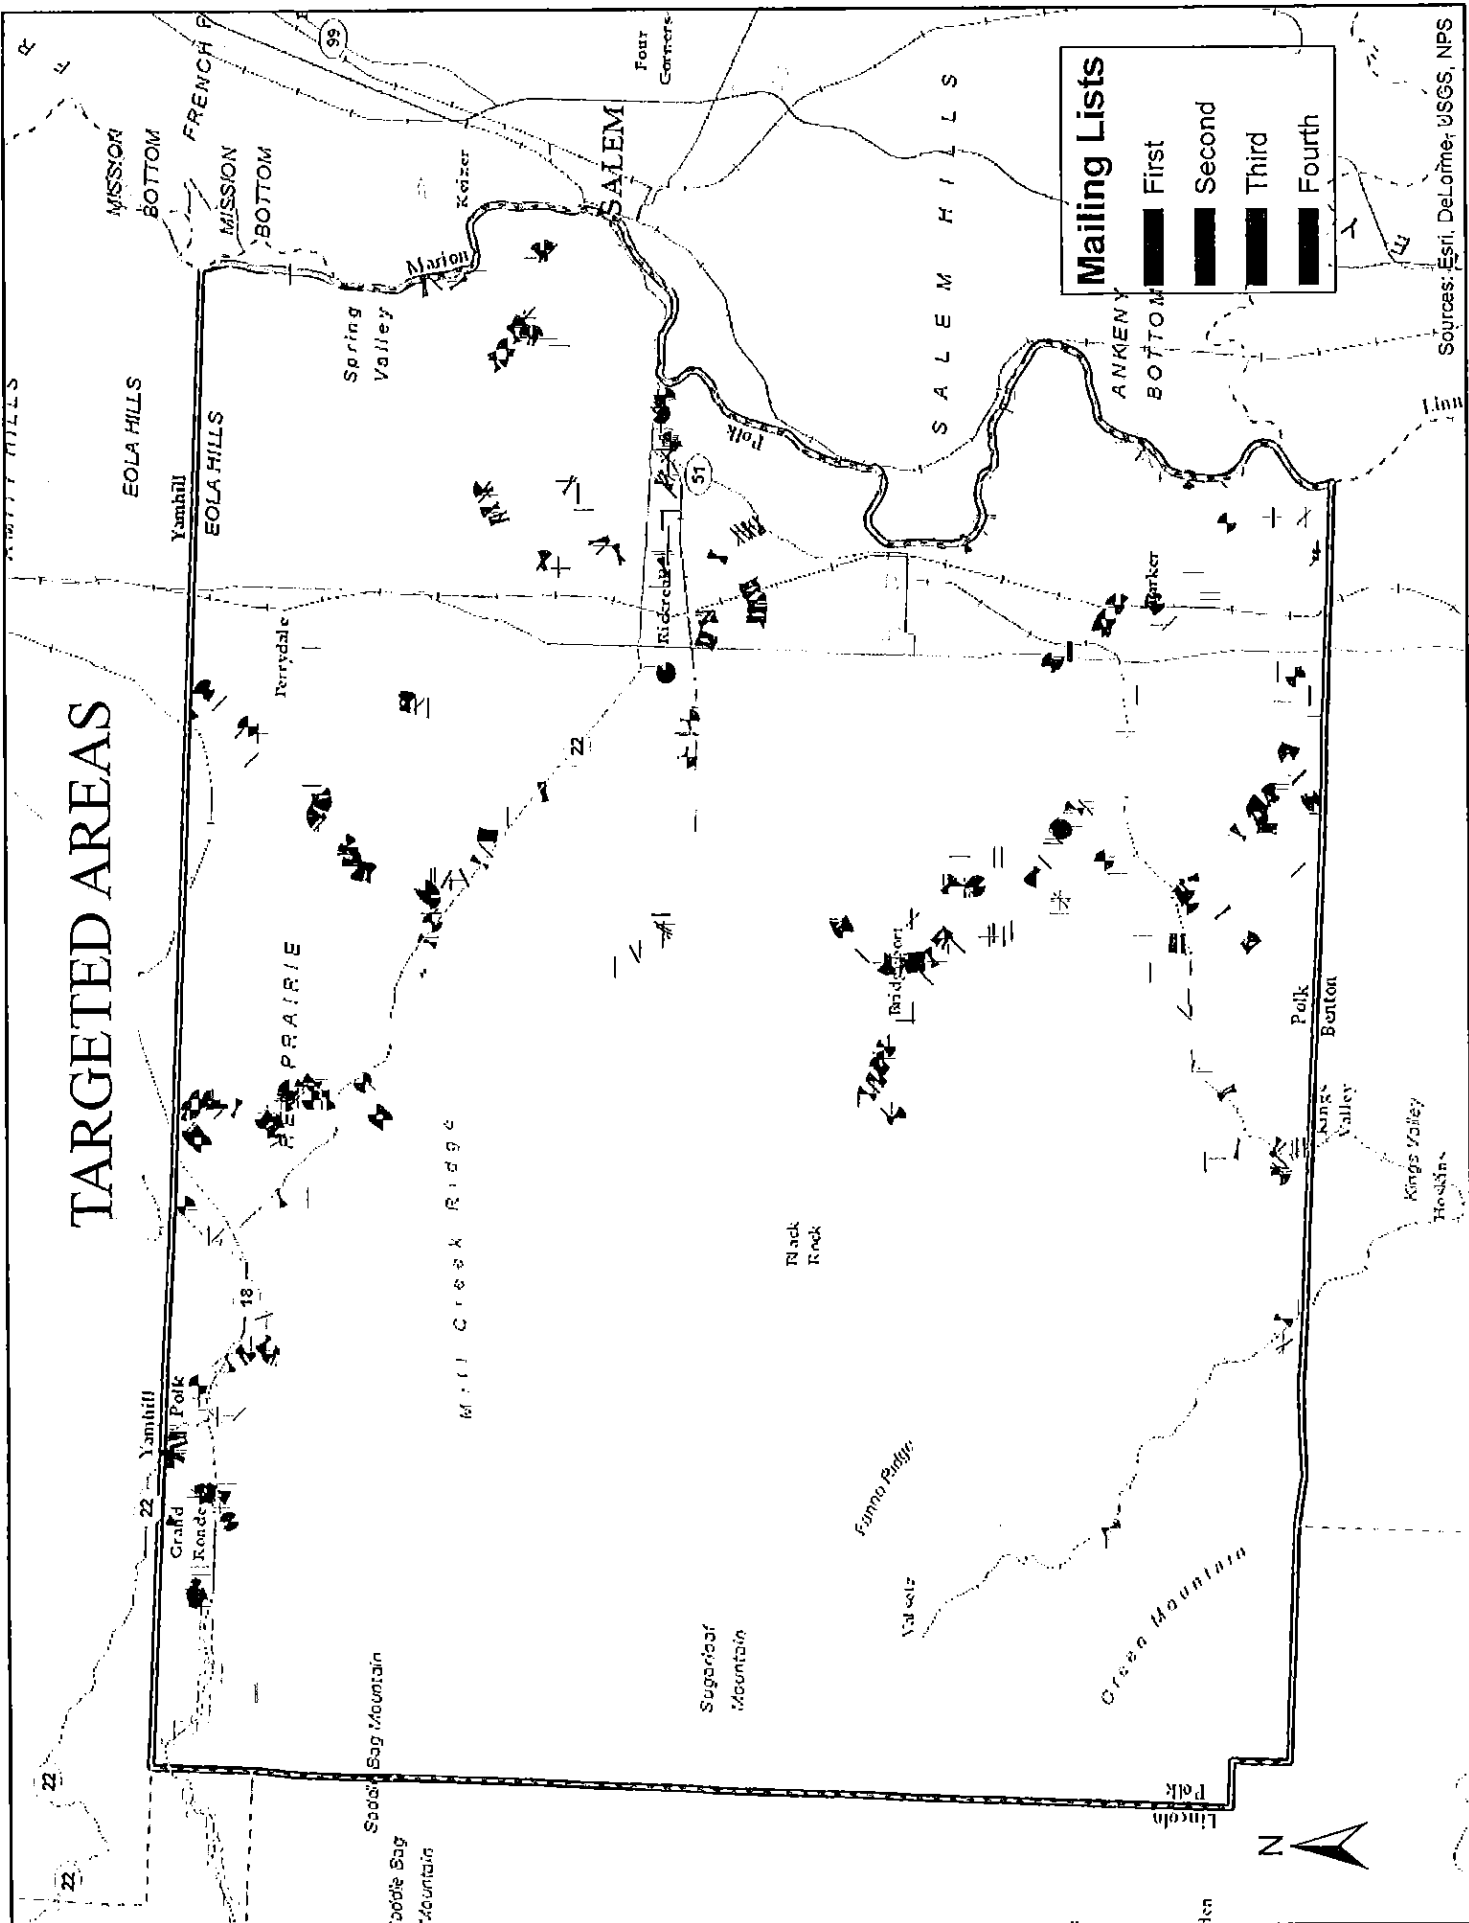 TARGETED AREAS
22
22
22
Yamhill
Polk
Grand
Ronde
18
Yamhill
EOLA HILLS
EOLA HILLS
MISSION
BOTTOM
MISSION
BOTTOM
FRENCH P
R
99
Perrydale
Spring
Valley
Marion
Keizer
SALEM
Four
Corners
PRAIRIE
22
Rickreall
51
Polk
Saddle Bag Mountain
Mountain
Mill Creek Ridge
Sugarloaf
Mountain
Black
Rock
Fanno Ridge
Valsetz
Green Mountain
Bridgeport
SALEM HILLS
ANKENY
BOTTOM
Parker
Linn
Polk
Lincoln
Polk
Benton
Kings
Valley
Kings Valley
Hoskins
N
Mailing Lists
First
Second
Third
Fourth
Sources: Esri, DeLorme, USGS, NPS